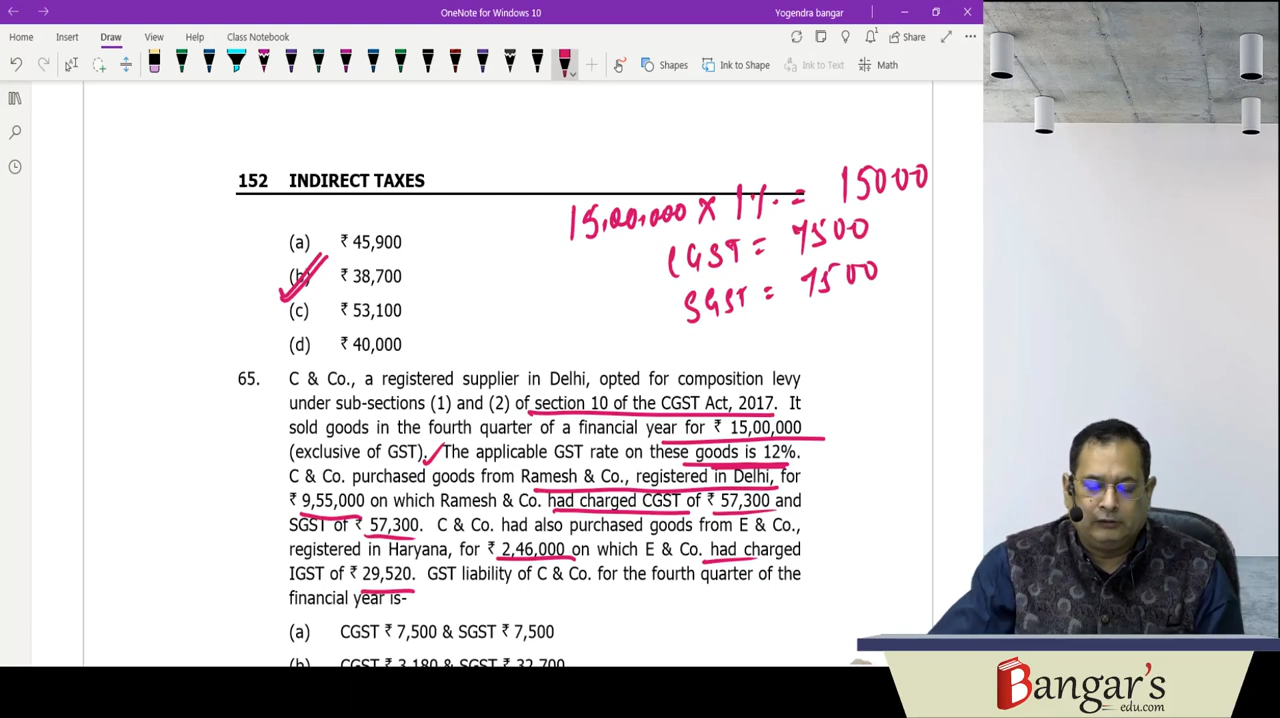 OneNote for Windows 10
Yogendra bangar
Home Insert Draw View Help Class Notebook
Share
Shapes Ink to Shape Ink to Text Math
152 INDIRECT TAXES
15,00,000 x 1% = 15000
CGST = 7500
SGST = 7500
(a) ₹ 45,900
(b) ₹ 38,700
(c) ₹ 53,100
(d) ₹ 40,000
65. C & Co., a registered supplier in Delhi, opted for composition levy
under sub-sections (1) and (2) of section 10 of the CGST Act, 2017. It
sold goods in the fourth quarter of a financial year for ₹ 15,00,000
(exclusive of GST). The applicable GST rate on these goods is 12%.
C & Co. purchased goods from Ramesh & Co., registered in Delhi, for
₹ 9,55,000 on which Ramesh & Co. had charged CGST of ₹ 57,300 and
SGST of ₹ 57,300. C & Co. had also purchased goods from E & Co.,
registered in Haryana, for ₹ 2,46,000 on which E & Co. had charged
IGST of ₹ 29,520. GST liability of C & Co. for the fourth quarter of the
financial year is-
(a) CGST ₹ 7,500 & SGST ₹ 7,500
(b) CGST ₹ 3,180 & SGST ₹ 32,700
Bangar's
edu.com